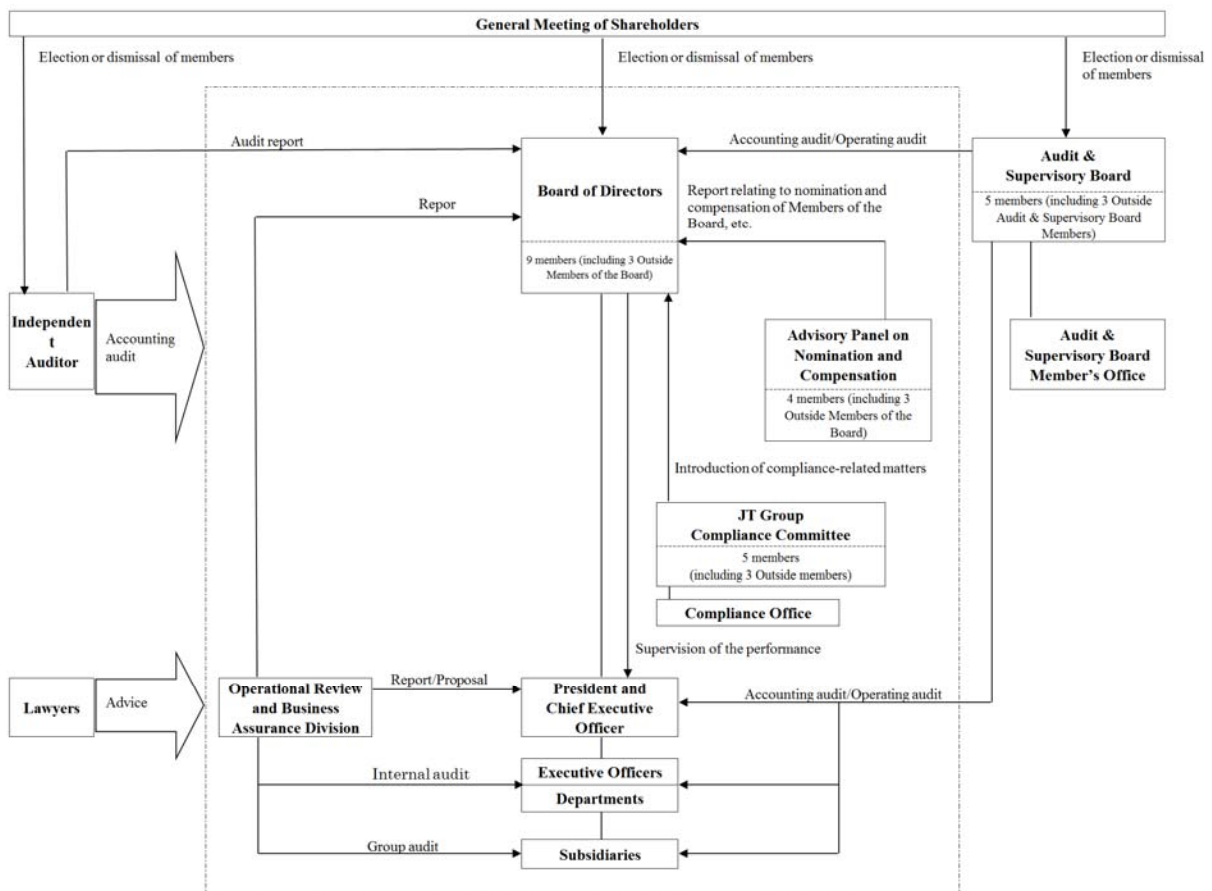 General Meeting of Shareholders
Election or dismissal of members
Election or dismissal of members
Election or dismissal
of members
Audit report
Accounting audit/Operating audit
Board of Directors
9 members (including 3 Outside
Members of the Board)
Audit &
Supervisory Board
5 members (including 3 Outside
Audit & Supervisory Board
Members)
Repor
Report relating to nomination and
compensation of Members of the
Board, etc.
Independen
t
Auditor
Accounting
audit
Advisory Panel on
Nomination and
Compensation
4 members (including 3
Outside Members of the
Board)
Audit &
Supervisory Board
Member's Office
Introduction of compliance-related matters
JT Group
Compliance Committee
5 members
(including 3 Outside members)
Compliance Office
Supervision of the performance
Lawyers
Advice
Operational Review
and Business
Assurance Division
Report/Proposal
President and
Chief Executive
Officer
Accounting audit/Operating audit
Internal audit
Executive Officers
Departments
Group audit
Subsidiaries